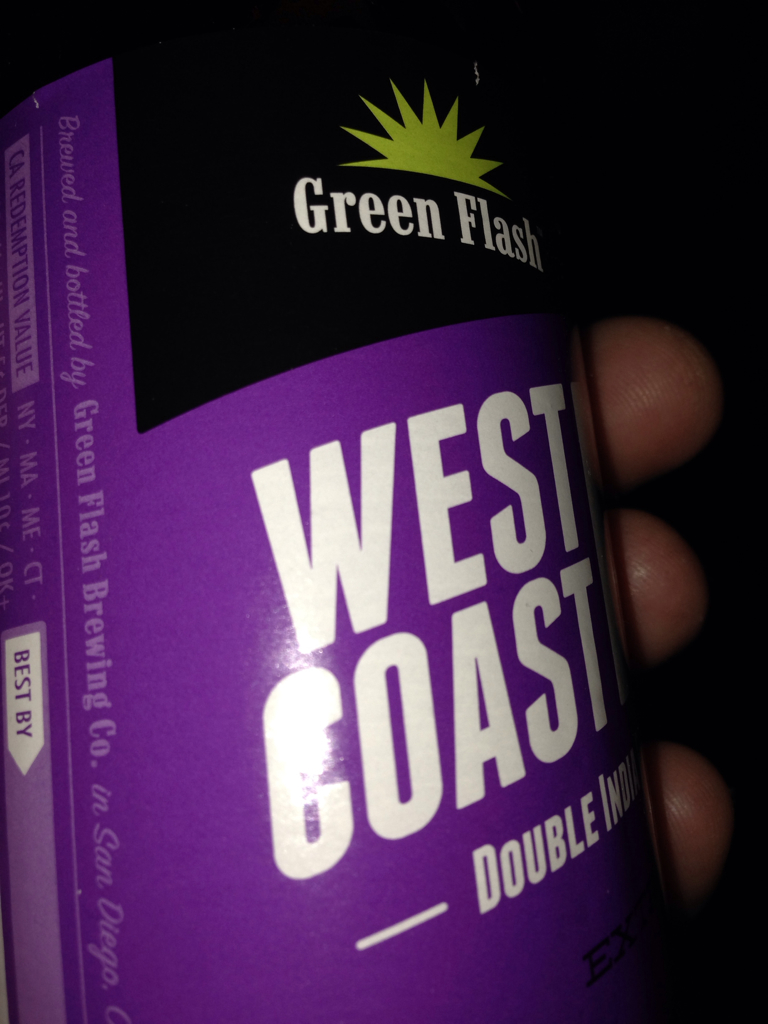 Green Flash
WEST
COAST
DOUBLE
Brewed and bottled by Green Flash Brewing Co. in San Diego,
CA REDEMPTION VALUE NY · MA · ME · CT ·
BEST BY